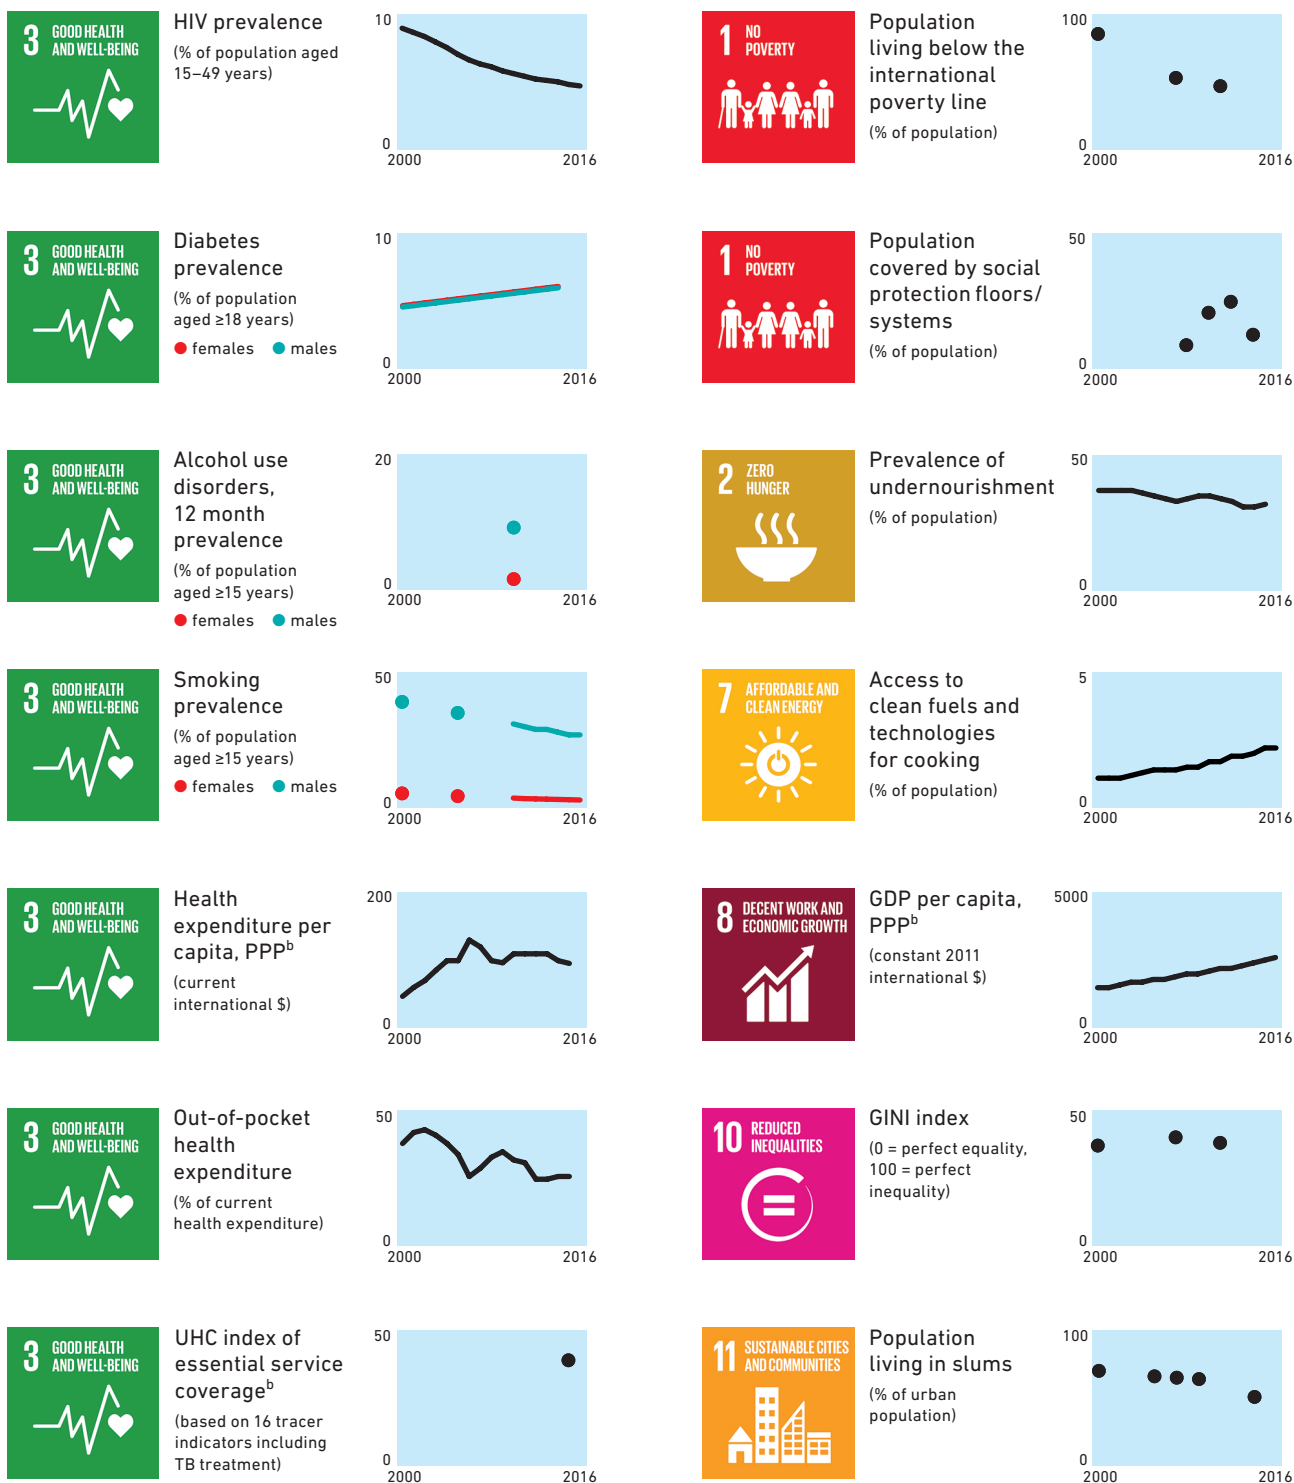 3 GOOD HEALTH
AND WELL-BEING
HIV prevalence
(% of population aged
15–49 years)
10
0
2000 2016
3 GOOD HEALTH
AND WELL-BEING
Diabetes
prevalence
(% of population
aged ≥18 years)
females males
10
0
2000 2016
3 GOOD HEALTH
AND WELL-BEING
Alcohol use
disorders,
12 month
prevalence
(% of population
aged ≥15 years)
females males
20
0
2000 2016
3 GOOD HEALTH
AND WELL-BEING
Smoking
prevalence
(% of population
aged ≥15 years)
females males
50
0
2000 2016
3 GOOD HEALTH
AND WELL-BEING
Health
expenditure per
capita, PPPᵇ
(current
international $)
200
0
2000 2016
3 GOOD HEALTH
AND WELL-BEING
Out-of-pocket
health
expenditure
(% of current
health expenditure)
50
0
2000 2016
3 GOOD HEALTH
AND WELL-BEING
UHC index of
essential service
coverageᵇ
(based on 16 tracer
indicators including
TB treatment)
50
0
2000 2016
1 NO
POVERTY
Population
living below the
international
poverty line
(% of population)
100
0
2000 2016
1 NO
POVERTY
Population
covered by social
protection floors/
systems
(% of population)
50
0
2000 2016
2 ZERO
HUNGER
Prevalence of
undernourishment
(% of population)
50
0
2000 2016
7 AFFORDABLE AND
CLEAN ENERGY
Access to
clean fuels and
technologies
for cooking
(% of population)
5
0
2000 2016
8 DECENT WORK AND
ECONOMIC GROWTH
GDP per capita,
PPPᵇ
(constant 2011
international $)
5000
0
2000 2016
10 REDUCED
INEQUALITIES
GINI index
(0 = perfect equality,
100 = perfect
inequality)
50
0
2000 2016
11 SUSTAINABLE CITIES
AND COMMUNITIES
Population
living in slums
(% of urban
population)
100
0
2000 2016